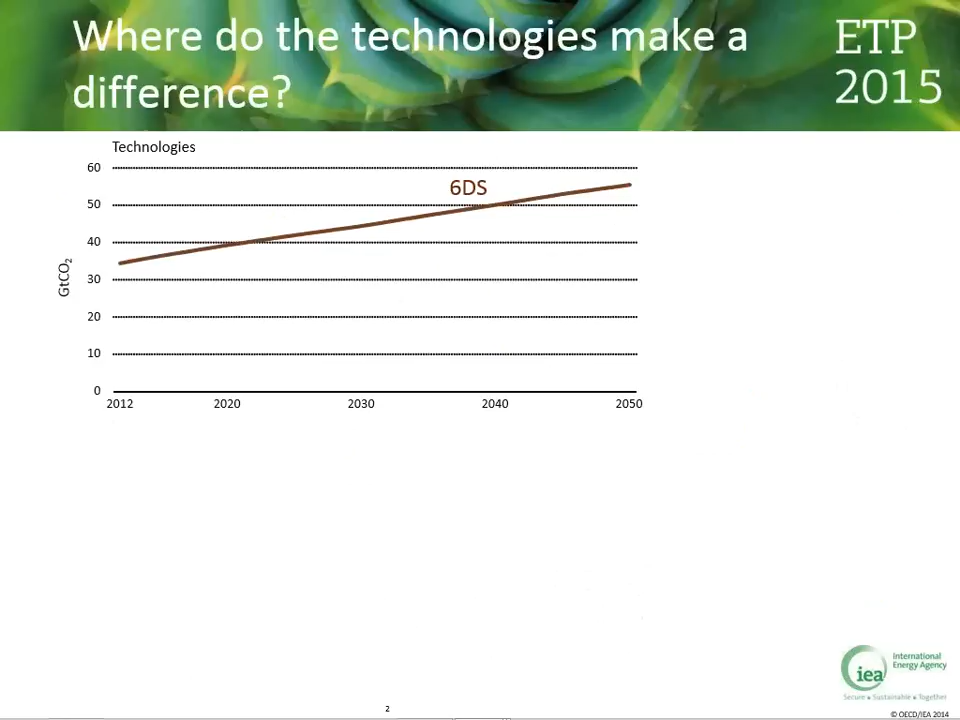 Where do the technologies make a
difference?
ETP
2015
Technologies
60
50
40
30
20
10
0
GtCO₂
6DS
2012 2020 2030 2040 2050
International
Energy Agency
iea
Secure • Sustainable • Together
2
© OECD/IEA 2014